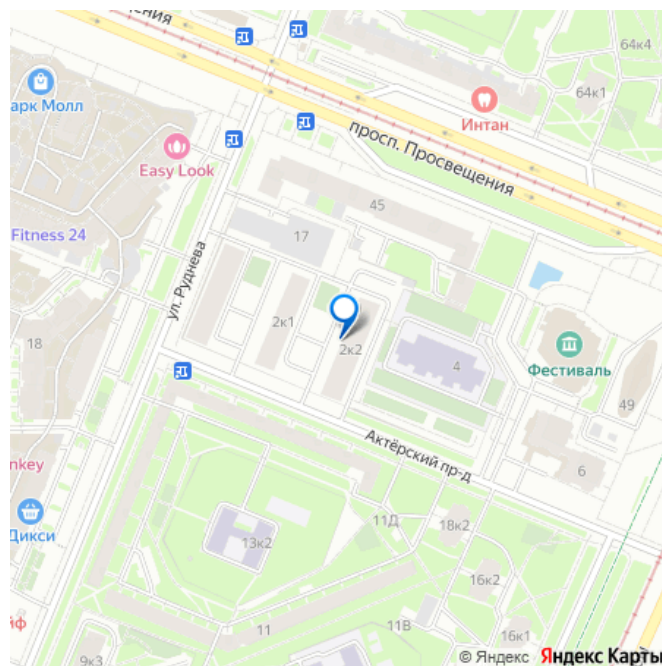 64к4
64к1
арк Молл
Интан
просп. Просвещения
Easy Look
45
17
Fitness 24
ул. Руднева
2к1
18
2к2
4
Фестиваль
49
Актёрский пр-д
6
nkey
11Д
18к2
Дикси
13к2
16к2
11
11В
16к1
9к3
© Яндекс Яндекс Карты